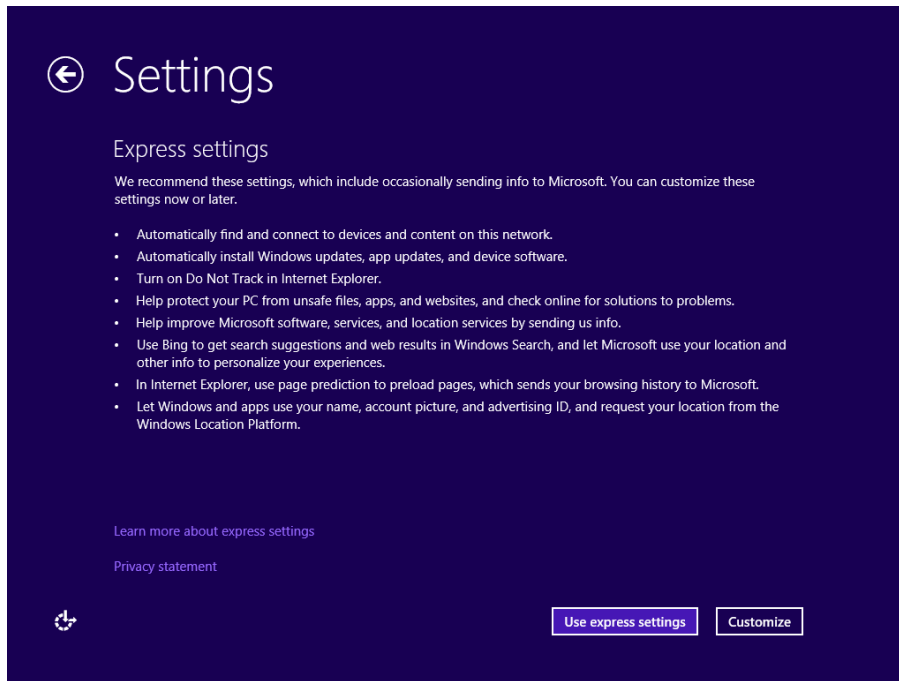 Settings
Express settings
We recommend these settings, which include occasionally sending info to Microsoft. You can customize these
settings now or later.
• Automatically find and connect to devices and content on this network.
• Automatically install Windows updates, app updates, and device software.
• Turn on Do Not Track in Internet Explorer.
• Help protect your PC from unsafe files, apps, and websites, and check online for solutions to problems.
• Help improve Microsoft software, services, and location services by sending us info.
• Use Bing to get search suggestions and web results in Windows Search, and let Microsoft use your location and
other info to personalize your experiences.
• In Internet Explorer, use page prediction to preload pages, which sends your browsing history to Microsoft.
• Let Windows and apps use your name, account picture, and advertising ID, and request your location from the
Windows Location Platform.
Learn more about express settings
Privacy statement
Use express settings
Customize